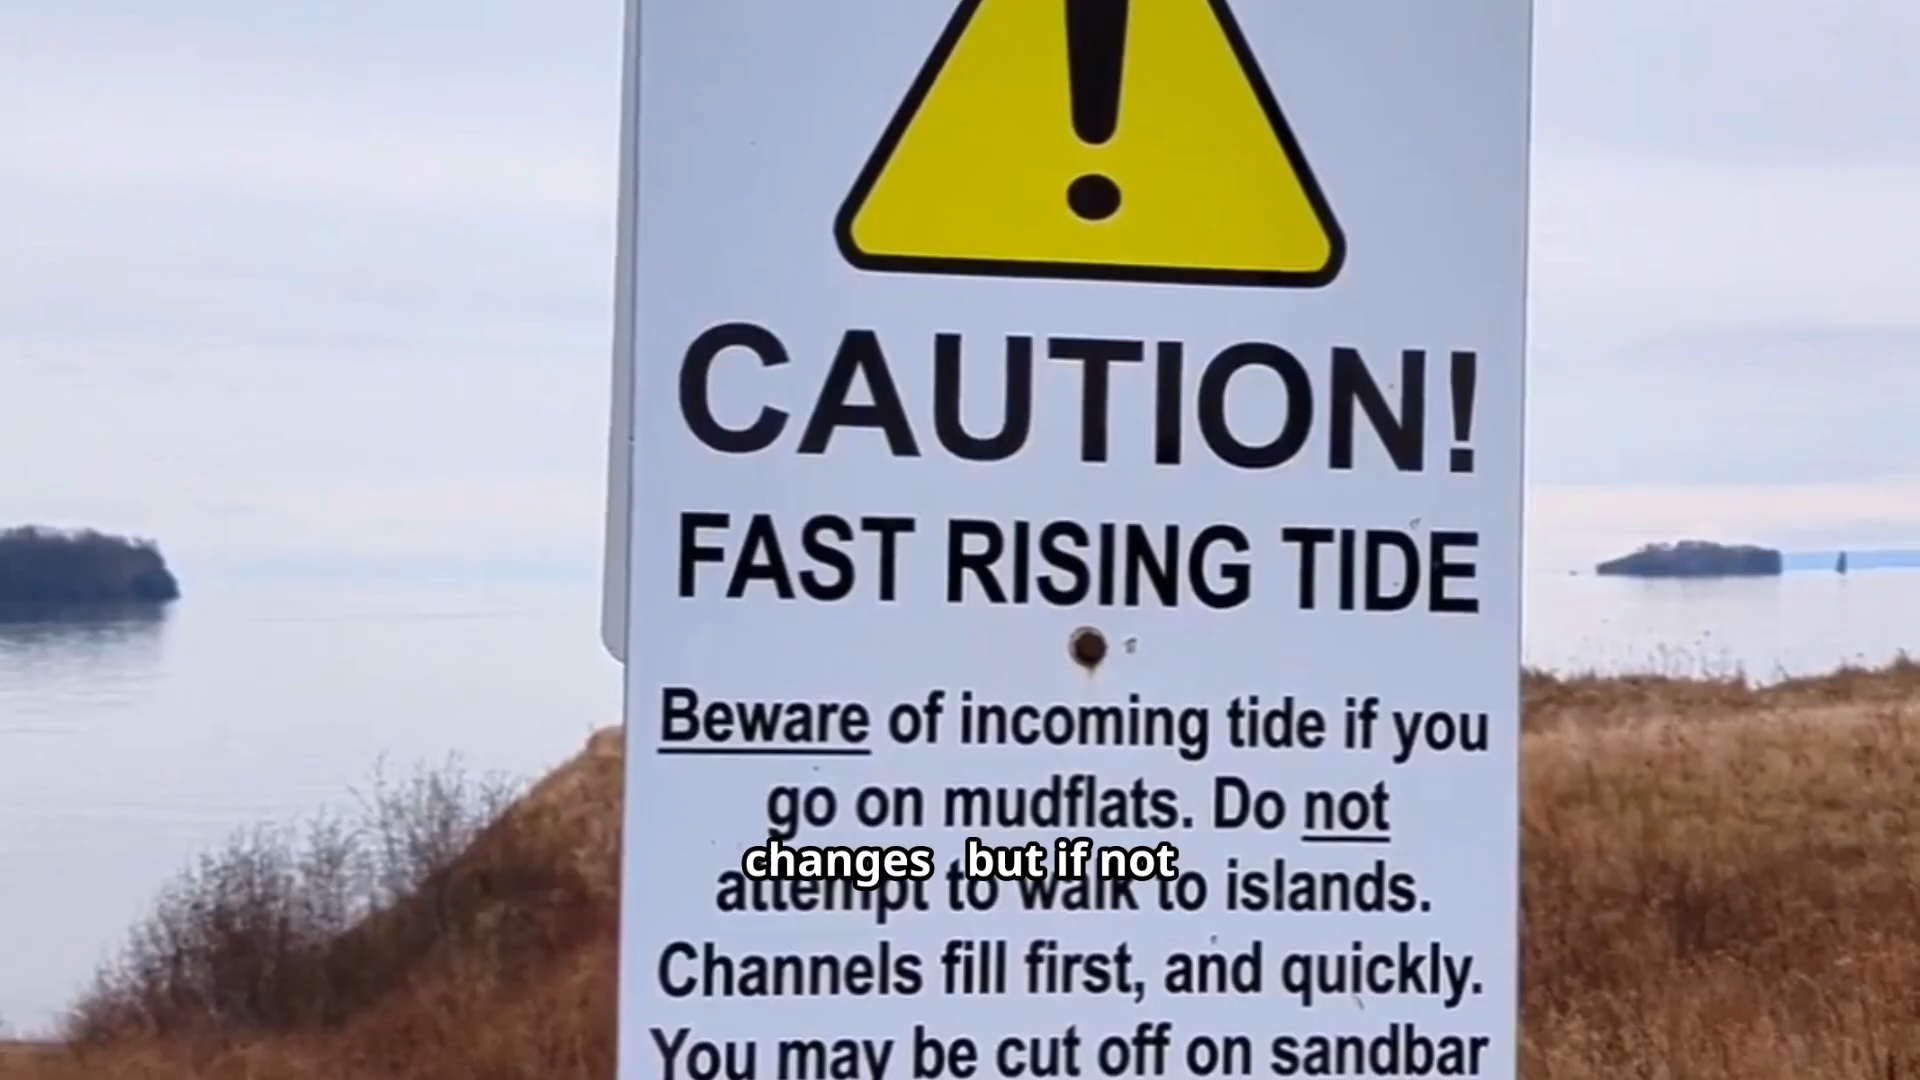 CAUTION!
FAST RISING TIDE
Beware of incoming tide if you
go on mudflats. Do not
changes but if not
attempt to walk to islands.
Channels fill first, and quickly.
You may be cut off on sandbar